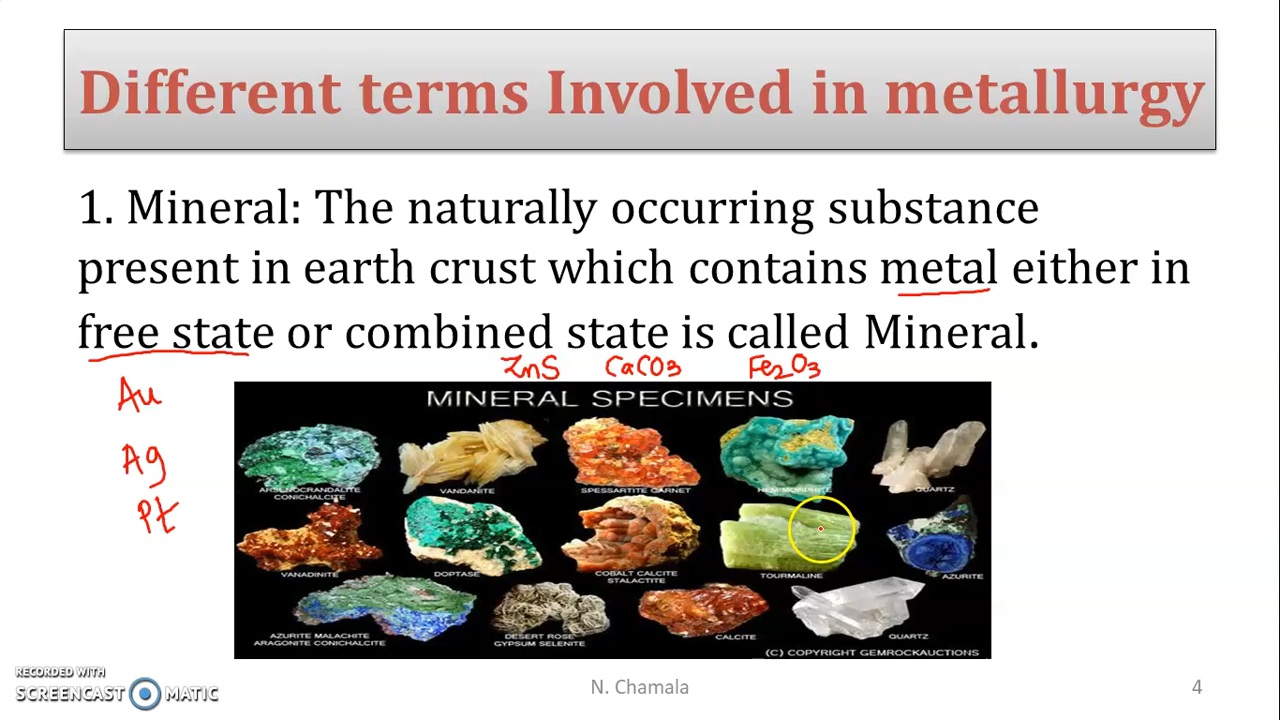 Different terms Involved in metallurgy
1. Mineral: The naturally occurring substance
present in earth crust which contains metal either in
free state or combined state is called Mineral.
ZnS CaCO3 Fe2O3
Au
Ag
Pt
MINERAL SPECIMENS
ARSENOCRANDALITE
CONICHALCITE
VANDANITE
SPESSARTITE GARNET
HEMIMORPHITE
QUARTZ
VANADINITE
DOPTASE
COBALT CALCITE
STALACTITE
TOURMALINE
AZURITE
AZURITE MALACHITE
ARAGONITE CONICHALCITE
DESERT ROSE
GYPSUM SELENITE
CALCITE
QUARTZ
(C) COPYRIGHT GEMROCKAUCTIONS
RECORDED WITH
SCREENCAST MATIC
N. Chamala
4